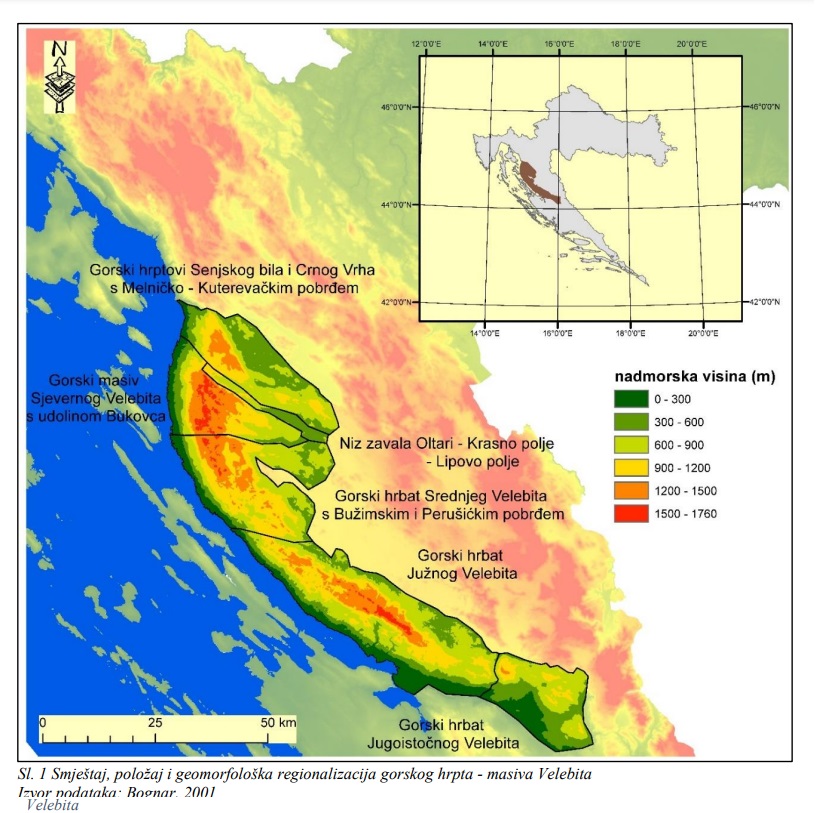 N
12°0'0"E 14°0'0"E 16°0'0"E 18°0'0"E 20°0'0"E
46°0'0"N 46°0'0"N
44°0'0"N 44°0'0"N
42°0'0"N 42°0'0"N
14°0'0"E 16°0'0"E 18°0'0"E 20°0'0"E
Gorski hrptovi Senjskog bila i Crnog Vrha
s Melničko - Kuterevačkim pobrđem
Gorski masiv
Sjevernog Velebita
s udolinom Bukovca
Niz zavala Oltari - Krasno polje
- Lipovo polje
Gorski hrbat Srednjeg Velebita
s Bužimskim i Perušićkim pobrđem
Gorski hrbat
Južnog Velebita
Gorski hrbat
Jugoistočnog Velebita
nadmorska visina (m)
0 - 300
300 - 600
600 - 900
900 - 1200
1200 - 1500
1500 - 1760
0 25 50 km
Sl. 1 Smještaj, položaj i geomorfološka regionalizacija gorskog hrpta - masiva Velebita
Izvor podataka: Bognar, 2001
Velebita